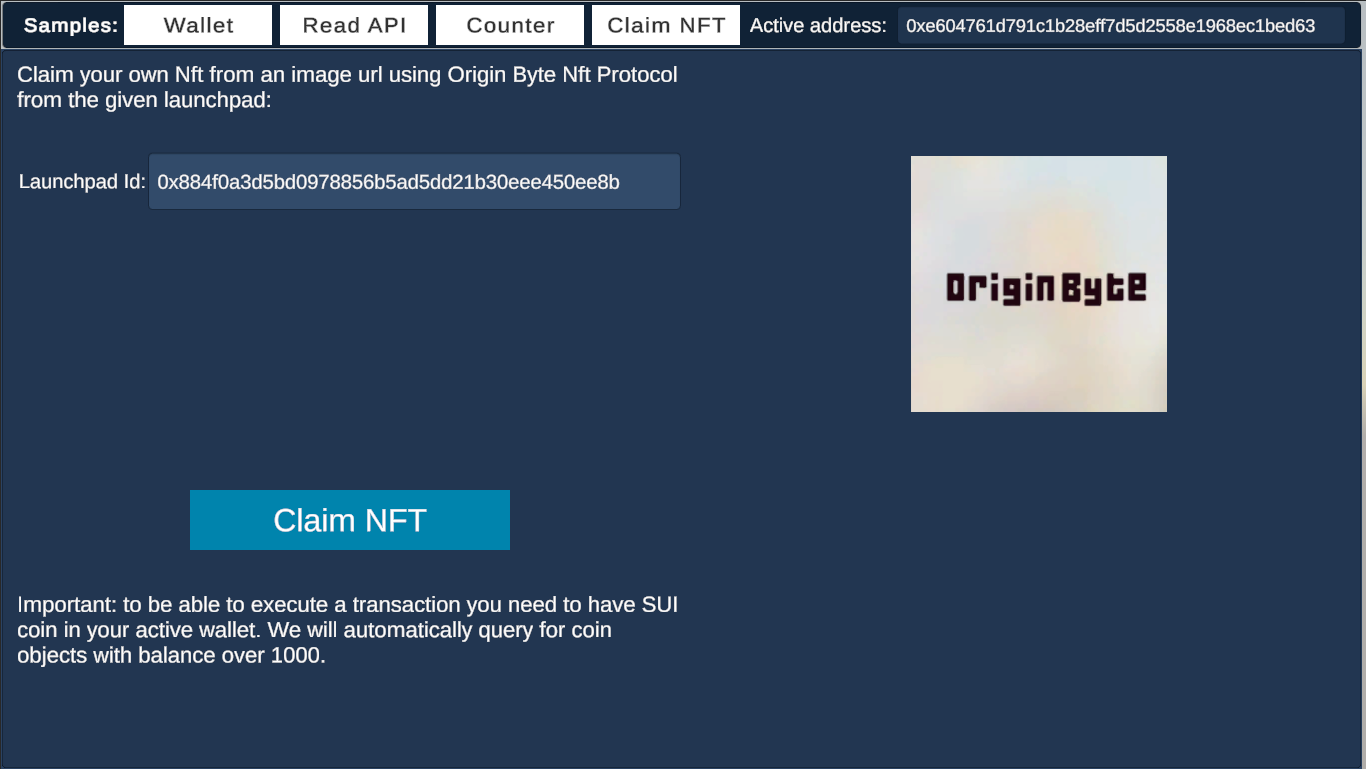 Samples: Wallet Read API Counter Claim NFT Active address: 0xe604761d791c1b28eff7d5d2558e1968ec1bed63
Claim your own Nft from an image url using Origin Byte Nft Protocol
from the given launchpad:
Launchpad Id: 0x884f0a3d5bd0978856b5ad5dd21b30eee450ee8b
Origin Byte
Claim NFT
Important: to be able to execute a transaction you need to have SUI
coin in your active wallet. We will automatically query for coin
objects with balance over 1000.